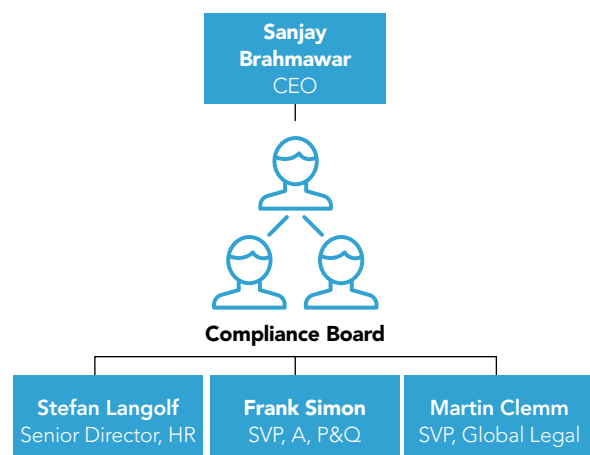 Sanjay
Brahmawar
CEO
Compliance Board
Stefan Langolf
Senior Director, HR
Frank Simon
SVP, A, P&Q
Martin Clemm
SVP, Global Legal